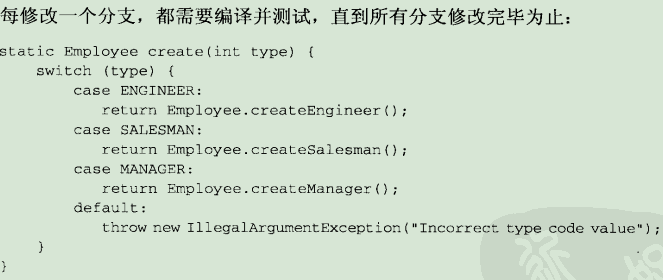 每修改一个分支，都需要编译并测试，直到所有分支修改完毕为止：
static Employee create(int type) {
    switch (type) {
        case ENGINEER:
            return Employee.createEngineer();
        case SALESMAN:
            return Employee.createSalesman();
        case MANAGER:
            return Employee.createManager();
        default:
            throw new IllegalArgumentException("Incorrect type code value");
    }
}